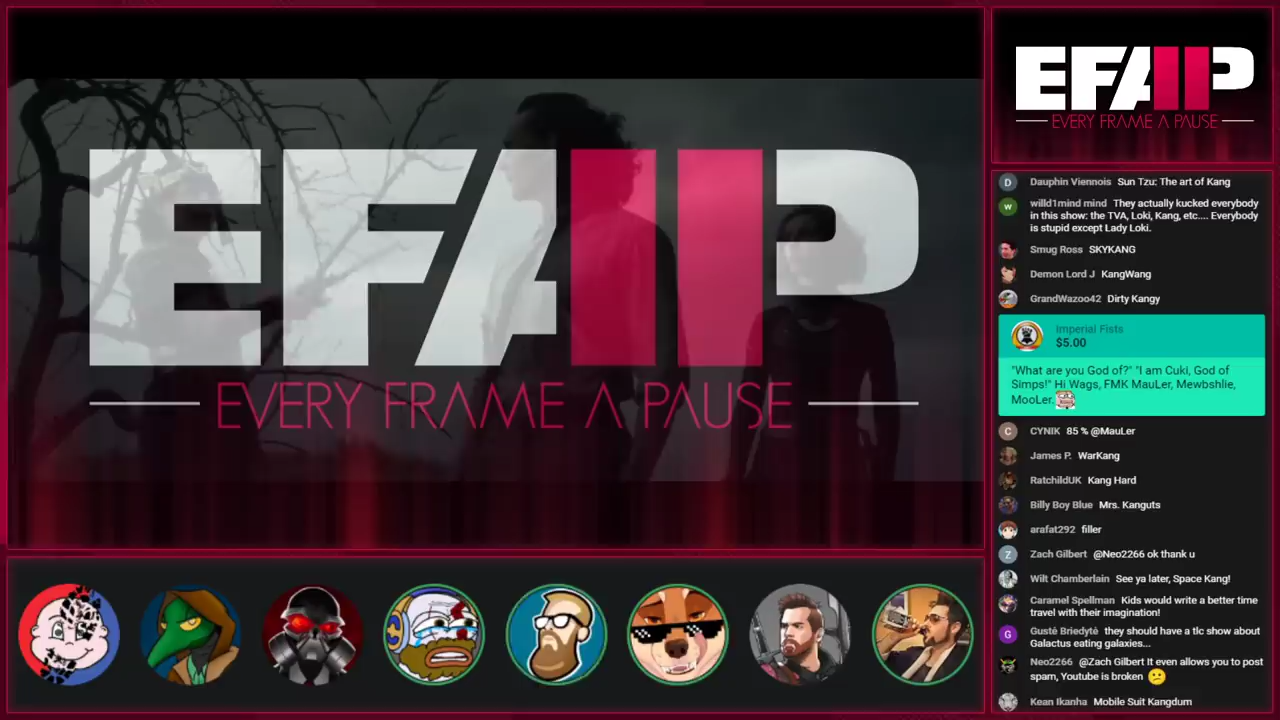 EFAP
EVERY FRAME A PAUSE
EFAP
EVERY FRAME A PAUSE
D Dauphin Viennois Sun Tzu: The art of Kang
w willd1mind mind They actually kucked everybody
in this show: the TVA, Loki, Kang, etc.... Everybody
is stupid except Lady Loki.
Smug Ross SKYKANG
Demon Lord J KangWang
GrandWazoo42 Dirty Kangy
Imperial Fists
$5.00
"What are you God of?" "I am Cuki, God of
Simps!" Hi Wags, FMK MauLer, Mewbshlie,
MooLer.
C CYNIK 85 % @MauLer
James P. WarKang
RatchildUK Kang Hard
Billy Boy Blue Mrs. Kanguts
arafat292 filler
Z Zach Gilbert @Neo2266 ok thank u
Wilt Chamberlain See ya later, Space Kang!
Caramel Spellman Kids would write a better time
travel with their imagination!
G Gustė Briedytė they should have a tlc show about
Galactus eating galaxies...
Neo2266 @Zach Gilbert It even allows you to post
spam, Youtube is broken
Kean Ikanha Mobile Suit Kangdum